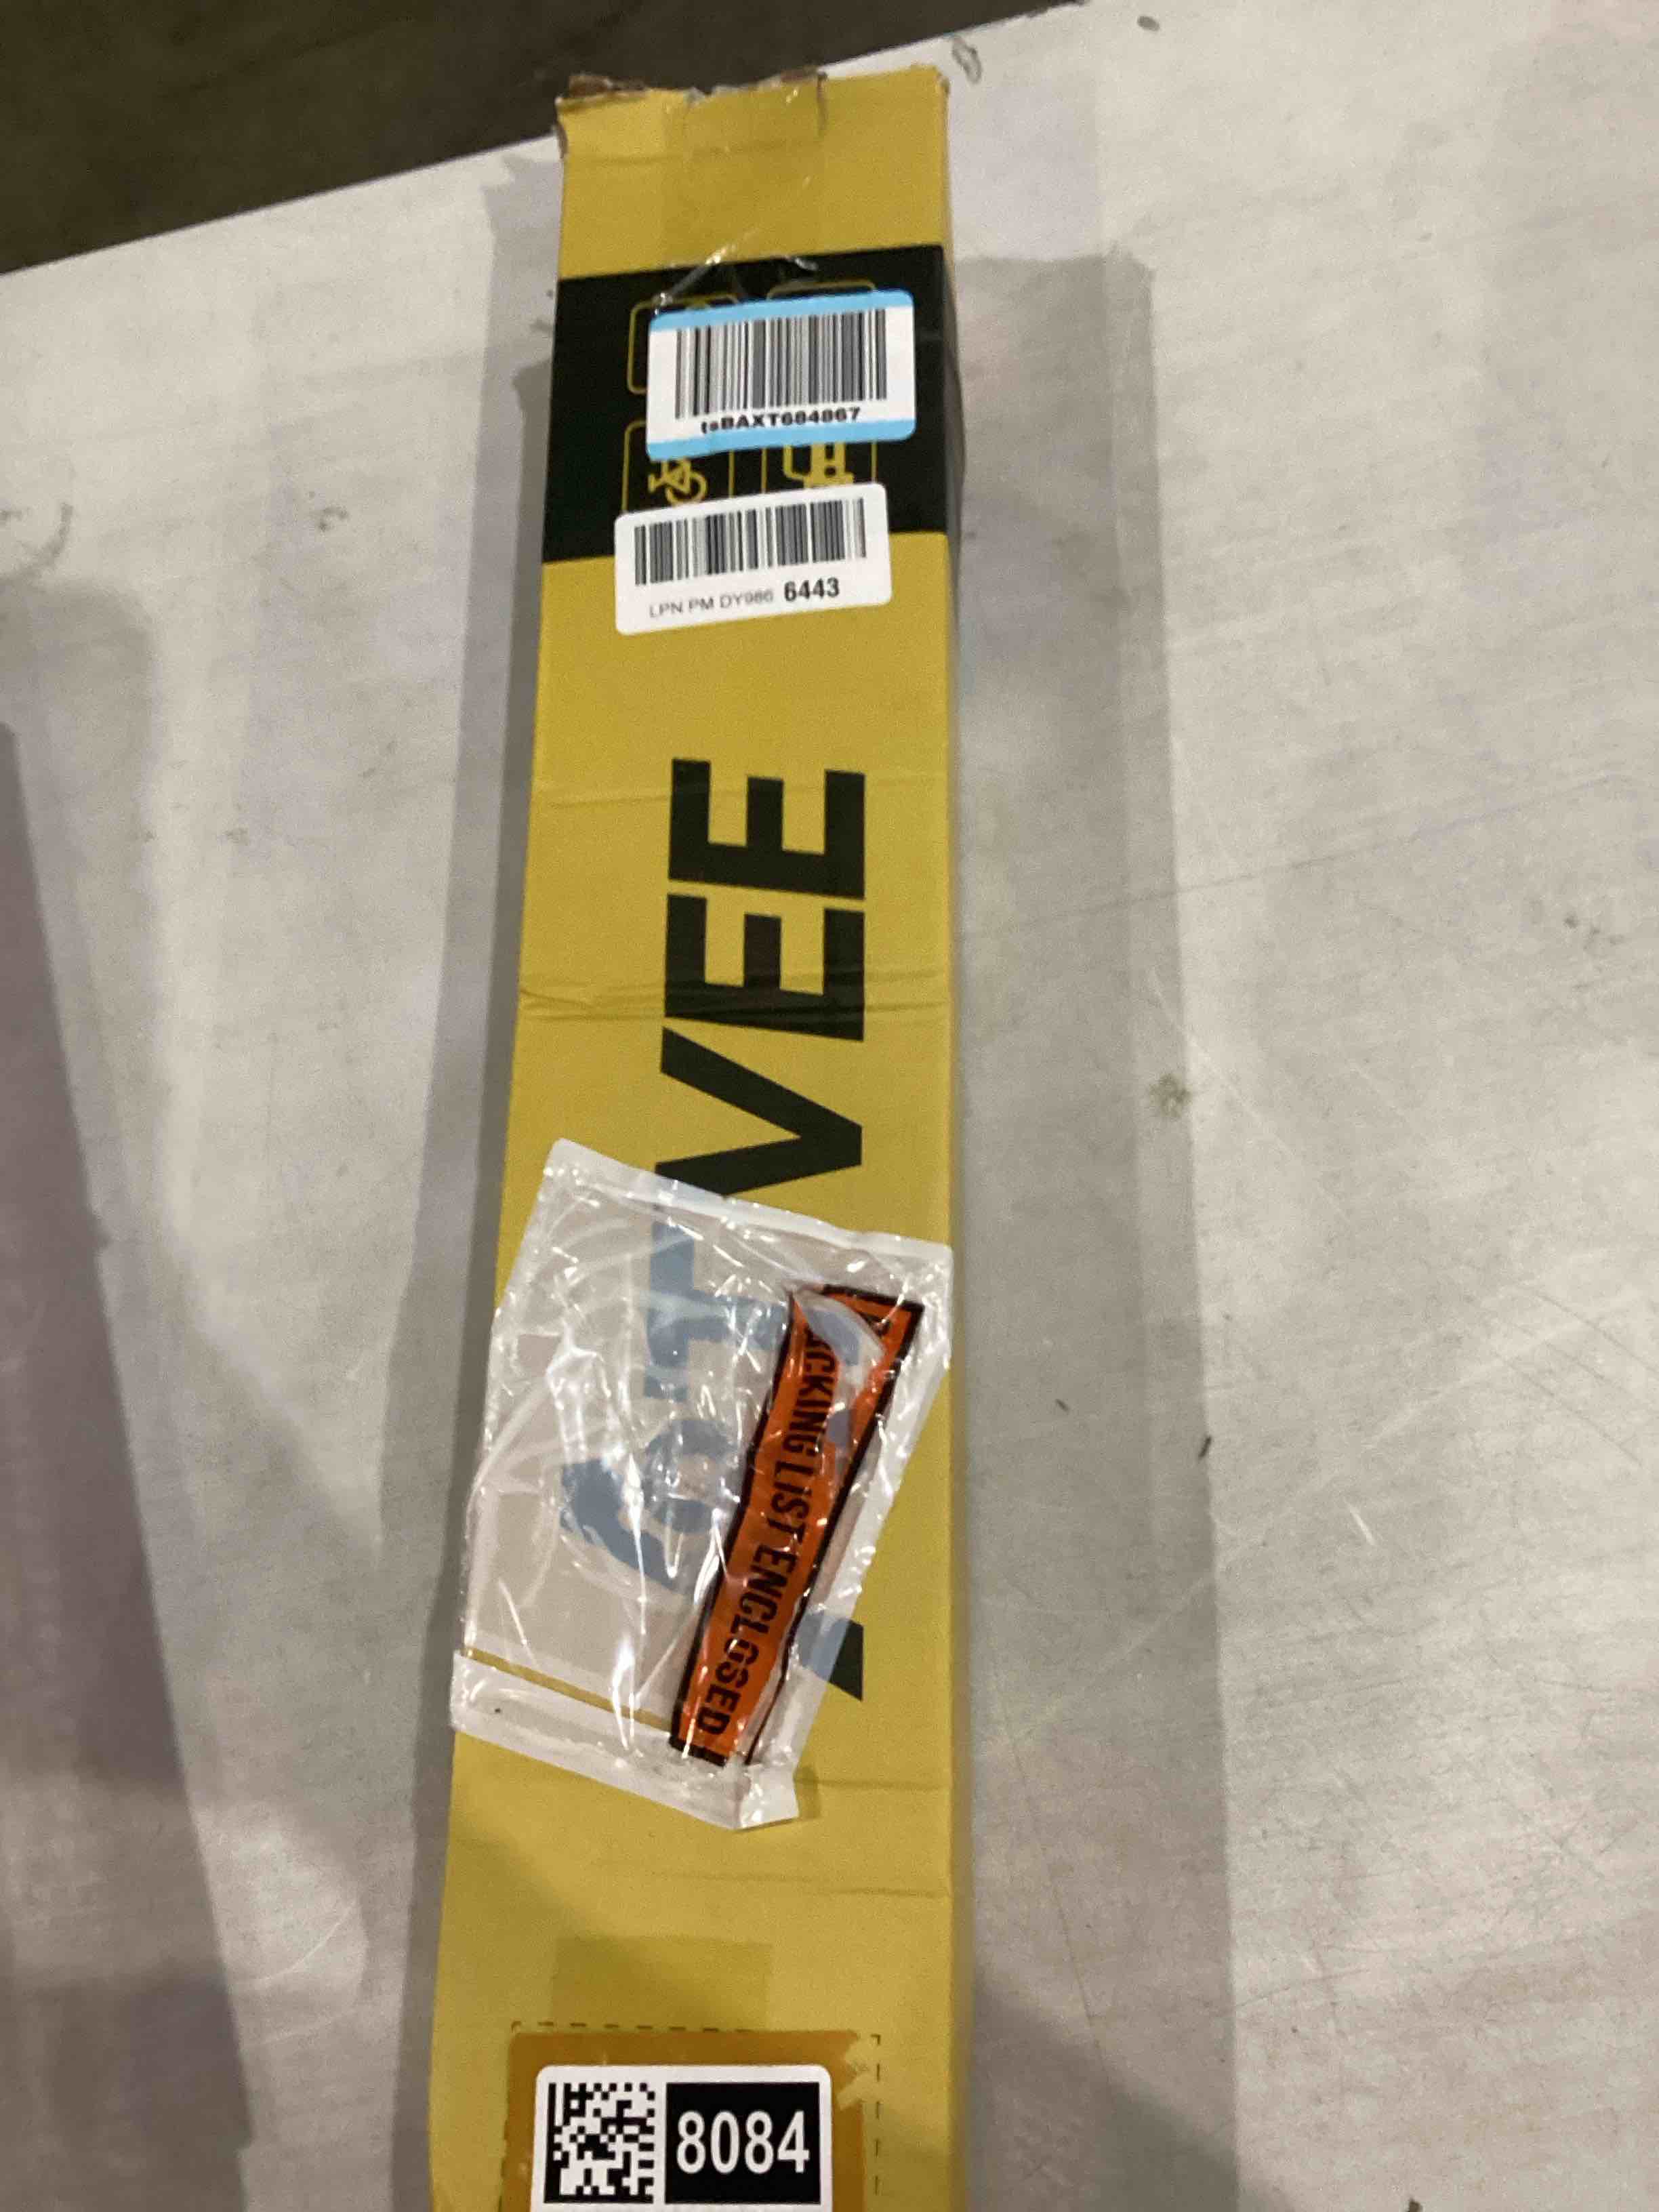 tsBAXT684867
LPN PM DY986 6443
VEE
PACKING LIST ENCLOSED
8084